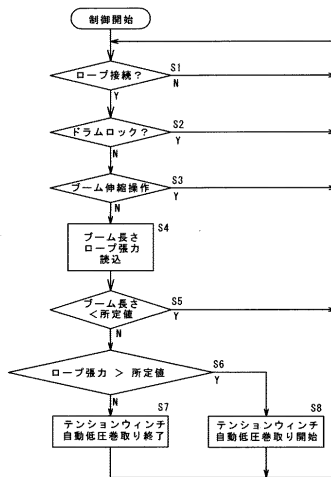 制御開始
ロープ接続？
S1
N
Y
ドラムロック？
S2
Y
N
ブーム伸縮操作
S3
Y
N
S4
ブーム長さ
ロープ張力
読込
ブーム長さ
＜所定値
S5
Y
N
ロープ張力 ＞ 所定値
S6
Y
N
S7
テンションウィンチ
自動低圧巻取り終了
S8
テンションウィンチ
自動低圧巻取り開始